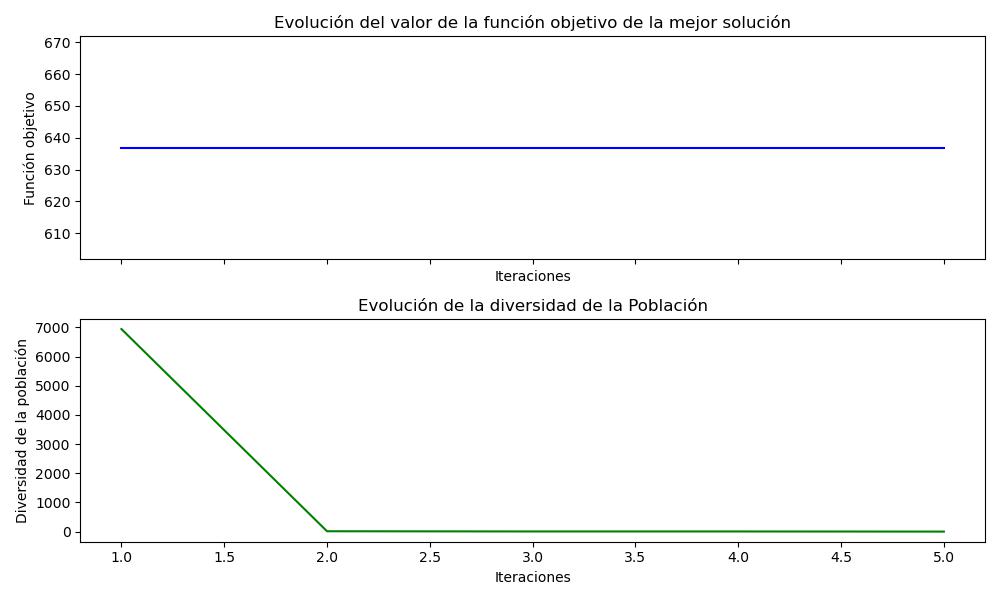 Evolución del valor de la función objetivo de la mejor solución
670
660
650
640
630
620
610
Función objetivo
Iteraciones
Evolución de la diversidad de la Población
7000
6000
5000
4000
3000
2000
1000
0
Diversidad de la población
1.0 1.5 2.0 2.5 3.0 3.5 4.0 4.5 5.0
Iteraciones